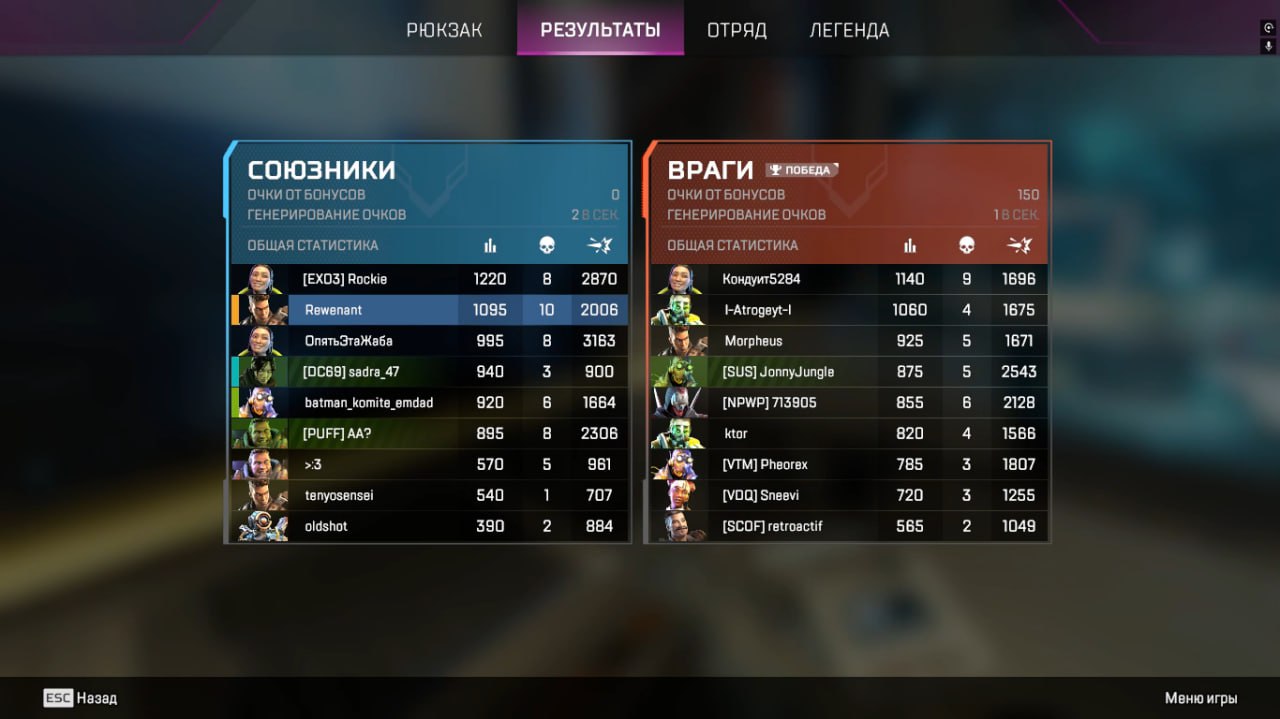 РЮКЗАК РЕЗУЛЬТАТЫ ОТРЯД ЛЕГЕНДА
СОЮЗНИКИ
ОЧКИ ОТ БОНУСОВ 0
ГЕНЕРИРОВАНИЕ ОЧКОВ 2 В СЕК.
ОБЩАЯ СТАТИСТИКА
[EX03] Rockie 1220 8 2870
Rewenant 1095 10 2006
ОпятьЭтаЖаба 995 8 3163
[DC69] sadra_47 940 3 900
batman_komite_emdad 920 6 1664
[PUFF] AA? 895 8 2306
>:3 570 5 961
tenyosensei 540 1 707
oldshot 390 2 884
ВРАГИ ПОБЕДА
ОЧКИ ОТ БОНУСОВ 150
ГЕНЕРИРОВАНИЕ ОЧКОВ 1 В СЕК.
ОБЩАЯ СТАТИСТИКА
Кондуит5284 1140 9 1696
I-Atrogeyt-I 1060 4 1675
Morpheus 925 5 1671
[SUS] JonnyJungle 875 5 2543
[NPWP] 713905 855 6 2128
ktor 820 4 1566
[VTM] Pheorex 785 3 1807
[VDQ] Sneevi 720 3 1255
[SCOF] retroactif 565 2 1049
ESC Назад
Меню игры